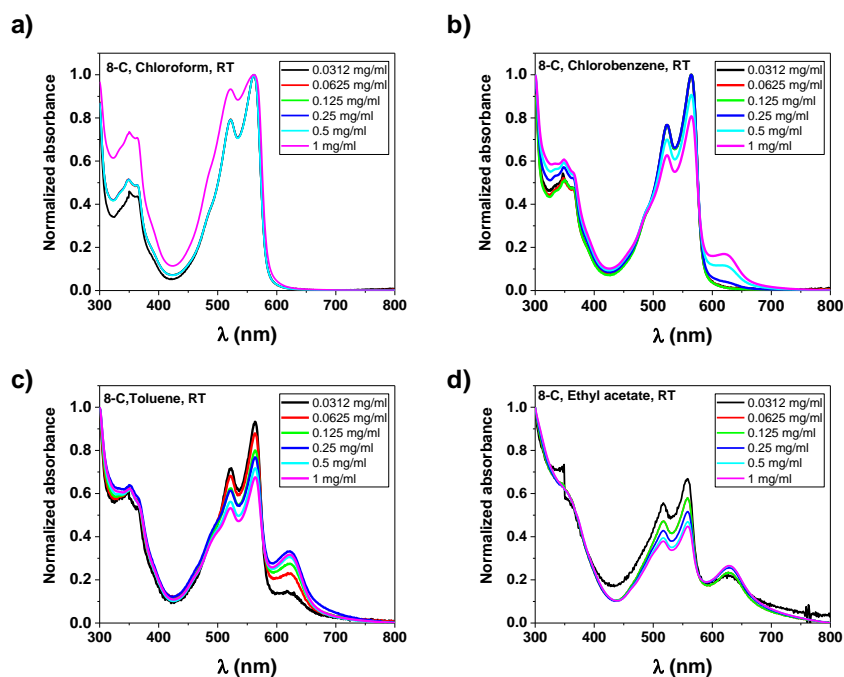 a)
8-C, Chloroform, RT
0.0312 mg/ml
0.0625 mg/ml
0.125 mg/ml
0.25 mg/ml
0.5 mg/ml
1 mg/ml
Normalized absorbance
1.0
0.8
0.6
0.4
0.2
0.0
300 400 500 600 700 800
λ (nm)
b)
8-C, Chlorobenzene, RT
0.0312 mg/ml
0.0625 mg/ml
0.125 mg/ml
0.25 mg/ml
0.5 mg/ml
1 mg/ml
Normalized absorbance
1.0
0.8
0.6
0.4
0.2
0.0
300 400 500 600 700 800
λ (nm)
c)
8-C,Toluene, RT
0.0312 mg/ml
0.0625 mg/ml
0.125 mg/ml
0.25 mg/ml
0.5 mg/ml
1 mg/ml
Normalized absorbance
1.0
0.8
0.6
0.4
0.2
0.0
300 400 500 600 700 800
λ (nm)
d)
8-C, Ethyl acetate, RT
0.0312 mg/ml
0.0625 mg/ml
0.125 mg/ml
0.25 mg/ml
0.5 mg/ml
1 mg/ml
Normalized absorbance
1.0
0.8
0.6
0.4
0.2
0.0
300 400 500 600 700 800
λ (nm)